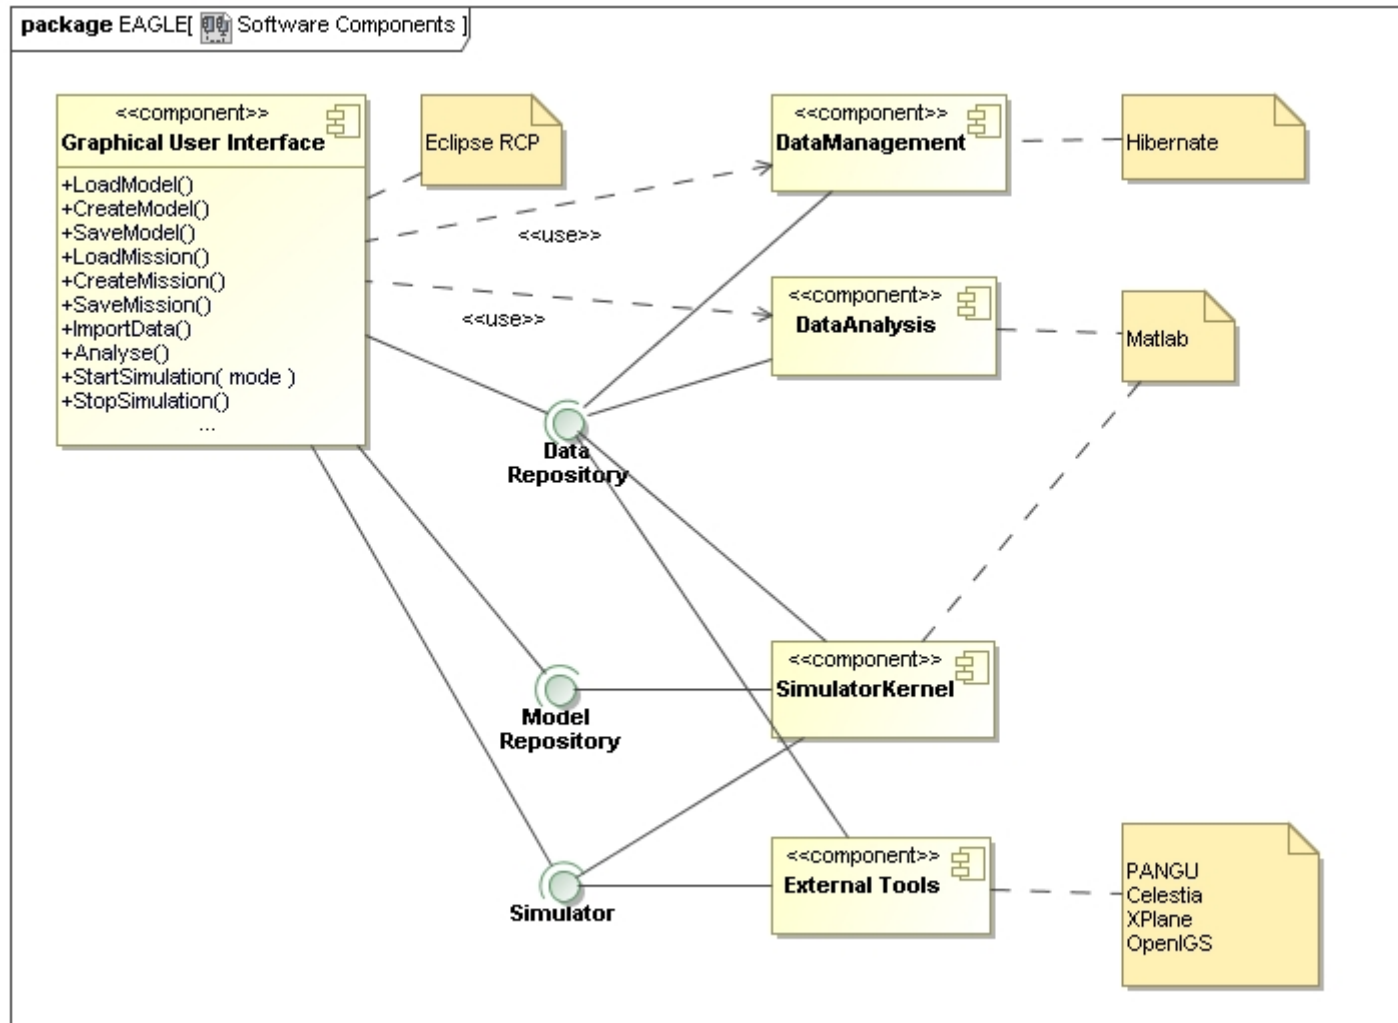 package EAGLE[ Software Components ]
<<component>>
Graphical User Interface
+LoadModel()
+CreateModel()
+SaveModel()
+LoadMission()
+CreateMission()
+SaveMission()
+ImportData()
+Analyse()
+StartSimulation( mode )
+StopSimulation()
...
Eclipse RCP
<<use>>
<<use>>
<<component>>
DataManagement
Hibernate
<<component>>
DataAnalysis
Matlab
Data
Repository
<<component>>
SimulatorKernel
Model
Repository
<<component>>
External Tools
Simulator
PANGU
Celestia
XPlane
OpenIGS